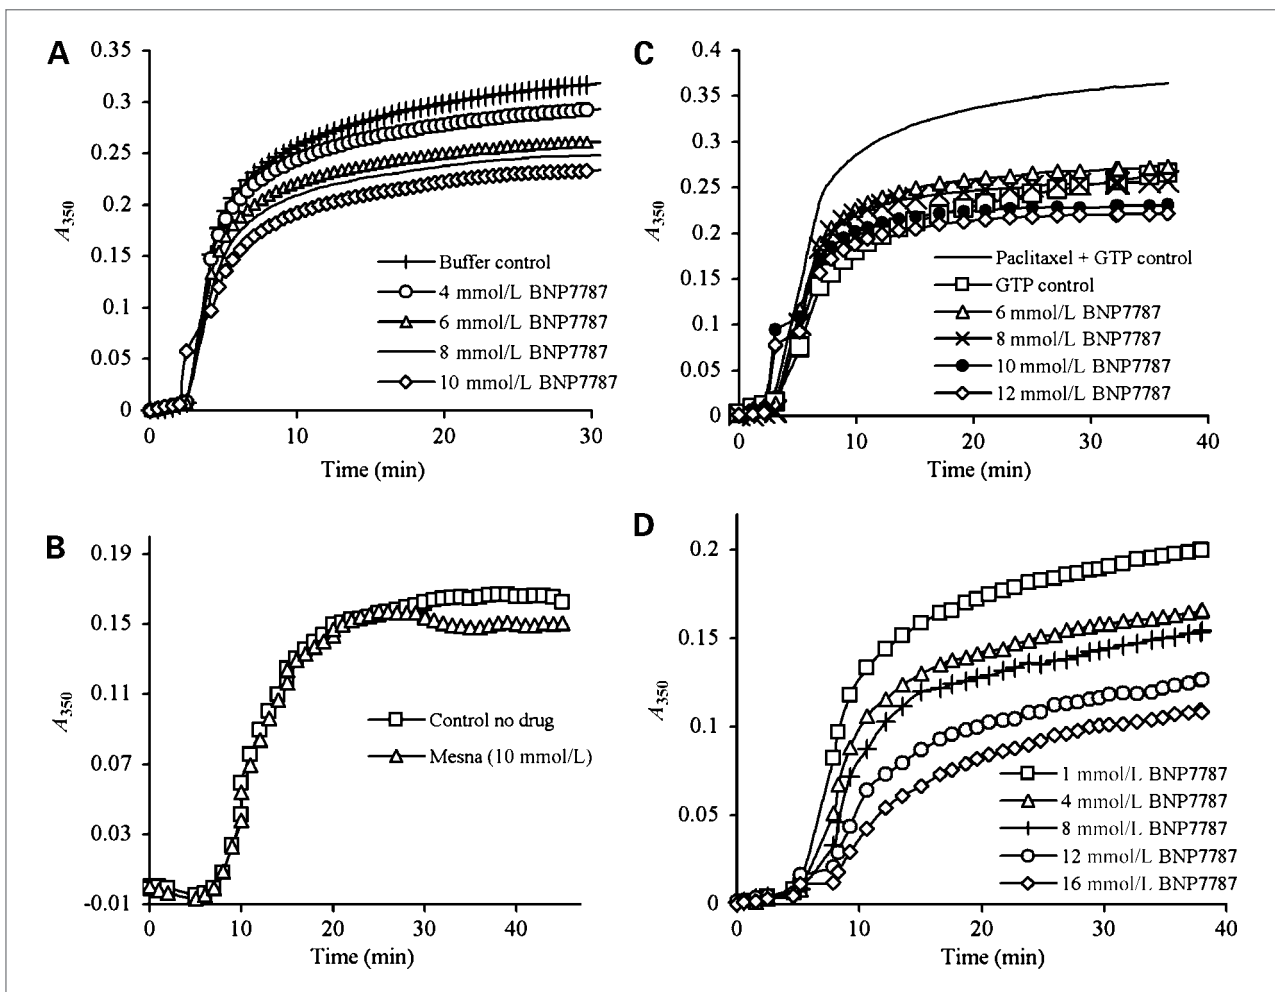 A
0.35
0.3
0.25
0.2
0.15
0.1
0.05
0
A350
Buffer control
4 mmol/L BNP7787
6 mmol/L BNP7787
8 mmol/L BNP7787
10 mmol/L BNP7787
0 10 20 30
Time (min)
C
0.4
0.35
0.3
0.25
0.2
0.15
0.1
0.05
0
A350
Paclitaxel + GTP control
GTP control
6 mmol/L BNP7787
8 mmol/L BNP7787
10 mmol/L BNP7787
12 mmol/L BNP7787
0 10 20 30 40
Time (min)
B
0.19
0.15
0.11
0.07
0.03
-0.01
A350
Control no drug
Mesna (10 mmol/L)
0 10 20 30 40
Time (min)
D
0.2
0.15
0.1
0.05
0
A350
1 mmol/L BNP7787
4 mmol/L BNP7787
8 mmol/L BNP7787
12 mmol/L BNP7787
16 mmol/L BNP7787
0 10 20 30 40
Time (min)